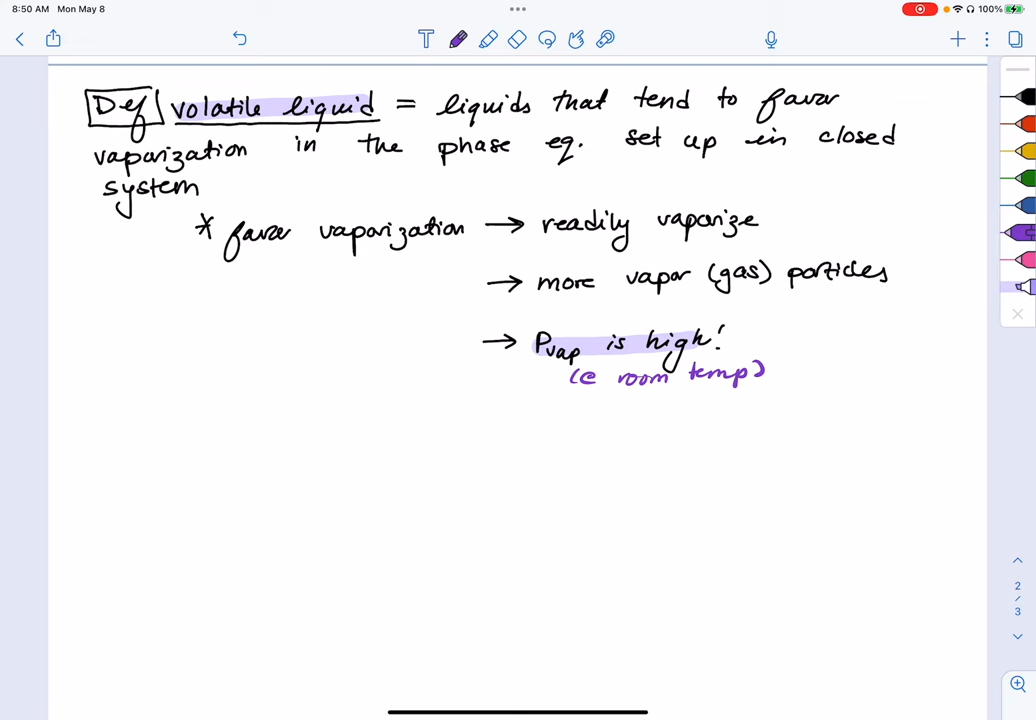 8:50 AM Mon May 8
100%
Def volatile liquid = liquids that tend to favor
vaporization in the phase eq. set up in closed
system
* favor vaporization → readily vaporize
→ more vapor (gas) particles
→ Pvap is high!
(@ room temp)
2
/
3